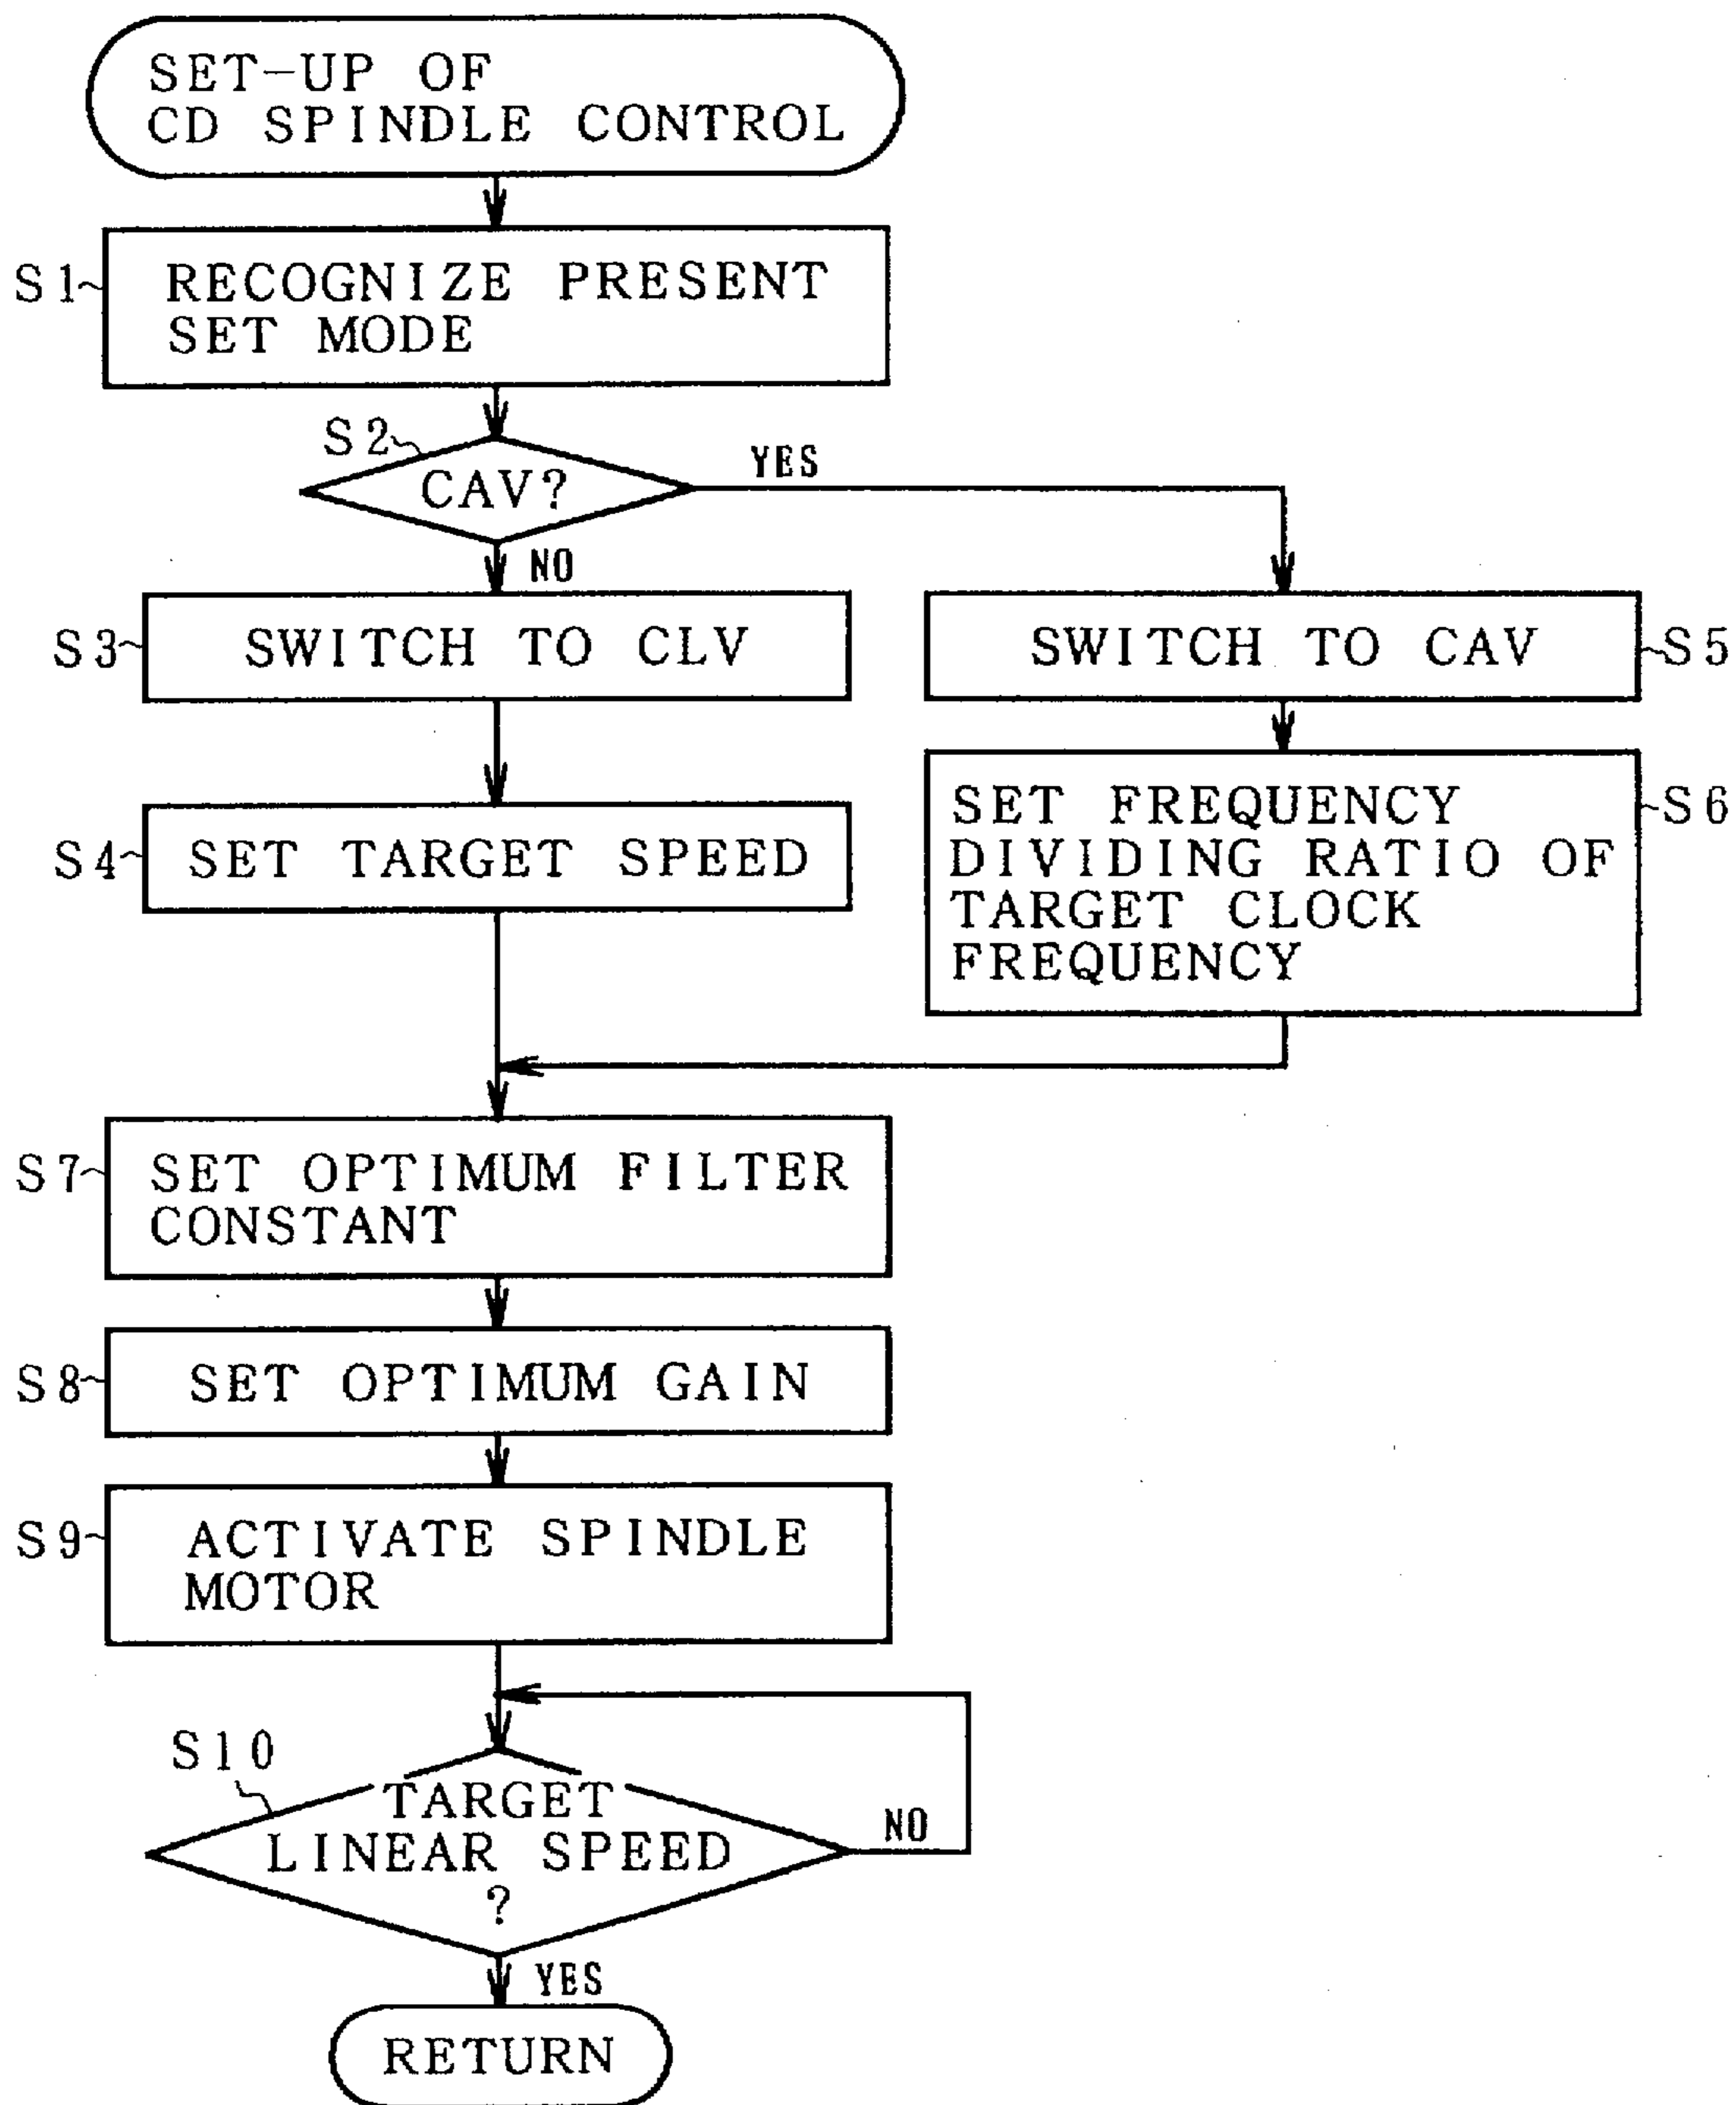 SET-UP OF
CD SPINDLE CONTROL
S1
RECOGNIZE PRESENT
SET MODE
S2
CAV?
YES
NO
S3
SWITCH TO CLV
SWITCH TO CAV
S5
S4
SET TARGET SPEED
SET FREQUENCY
DIVIDING RATIO OF
TARGET CLOCK
FREQUENCY
S6
S7
SET OPTIMUM FILTER
CONSTANT
S8
SET OPTIMUM GAIN
S9
ACTIVATE SPINDLE
MOTOR
S10
TARGET
LINEAR SPEED
?
NO
YES
RETURN